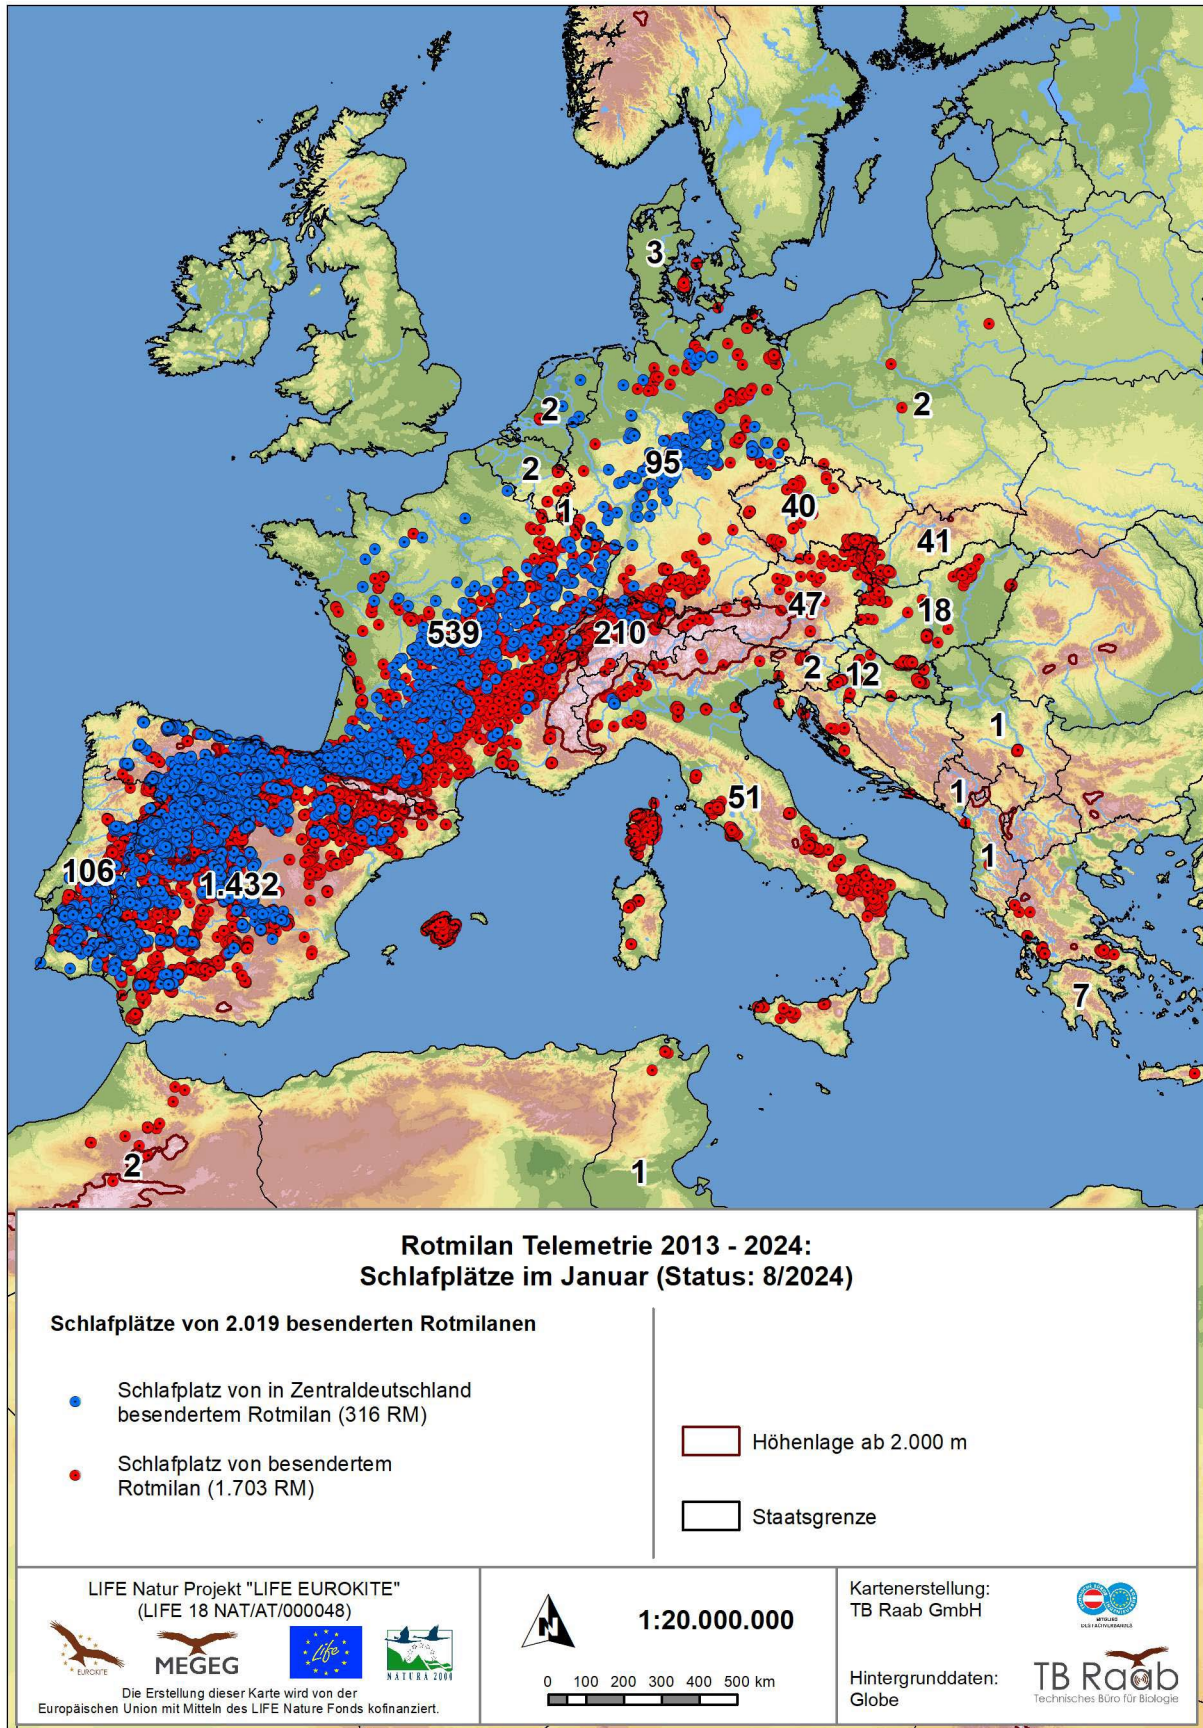 3
2
2
2
95
1
40
41
47
18
539
210
2
12
1
51
1
1
106
1.432
7
2
1
Rotmilan Telemetrie 2013 - 2024:
Schlafplätze im Januar (Status: 8/2024)
Schlafplätze von 2.019 besenderten Rotmilanen
Schlafplatz von in Zentraldeutschland
besendertem Rotmilan (316 RM)
Schlafplatz von besendertem
Rotmilan (1.703 RM)
Höhenlage ab 2.000 m
Staatsgrenze
LIFE Natur Projekt "LIFE EUROKITE"
(LIFE 18 NAT/AT/000048)
EUROKITE
MEGEG
Life
NATURA 2000
Die Erstellung dieser Karte wird von der
Europäischen Union mit Mitteln des LIFE Nature Fonds kofinanziert.
N
1:20.000.000
0 100 200 300 400 500 km
Kartenerstellung:
TB Raab GmbH
MITGLIED
DES FACHVERBANDES
Hintergrunddaten:
Globe
TB Raab
Technisches Büro für Biologie